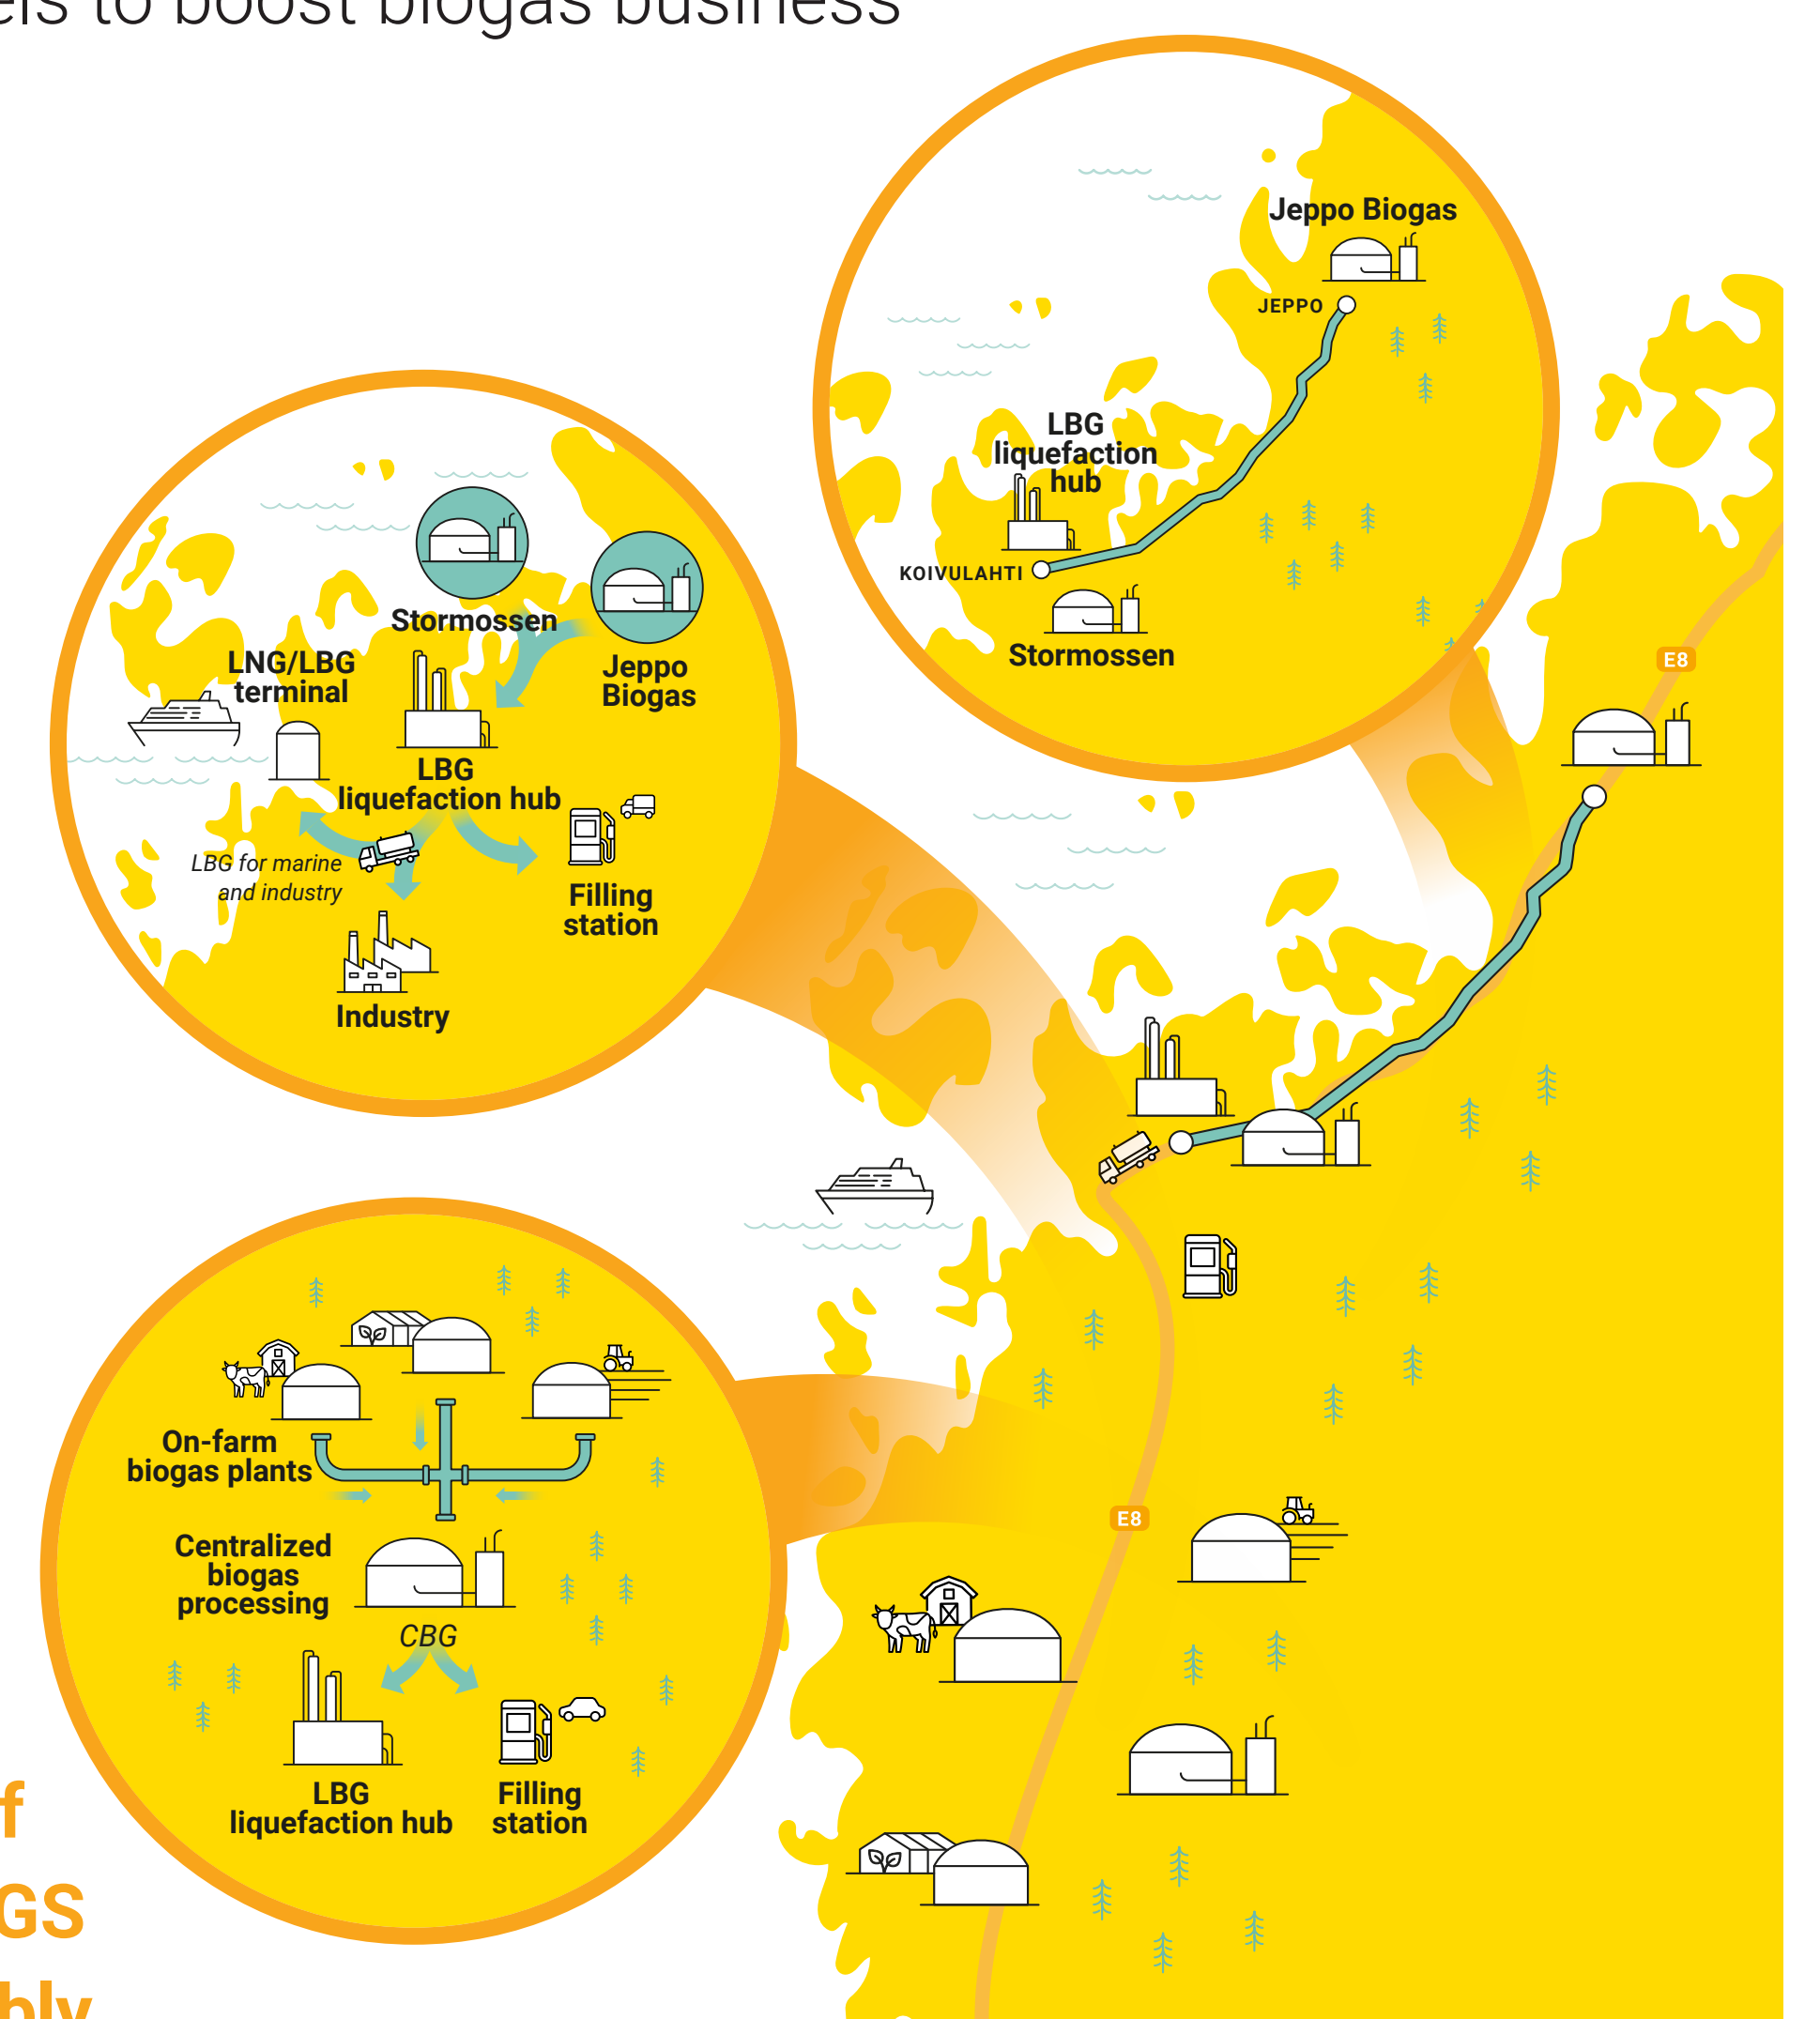 to boost biogas business
Jeppo Biogas
JEPPO
LBG
liquefaction
hub
KOIVULAHTI
Stormossen
Stormossen
Jeppo
Biogas
LNG/LBG
terminal
LBG
liquefaction hub
LBG for marine
and industry
Filling
station
Industry
E8
On-farm
biogas plants
Centralized
biogas
processing
CBG
LBG
liquefaction hub
Filling
station
E8
f
GS
bly